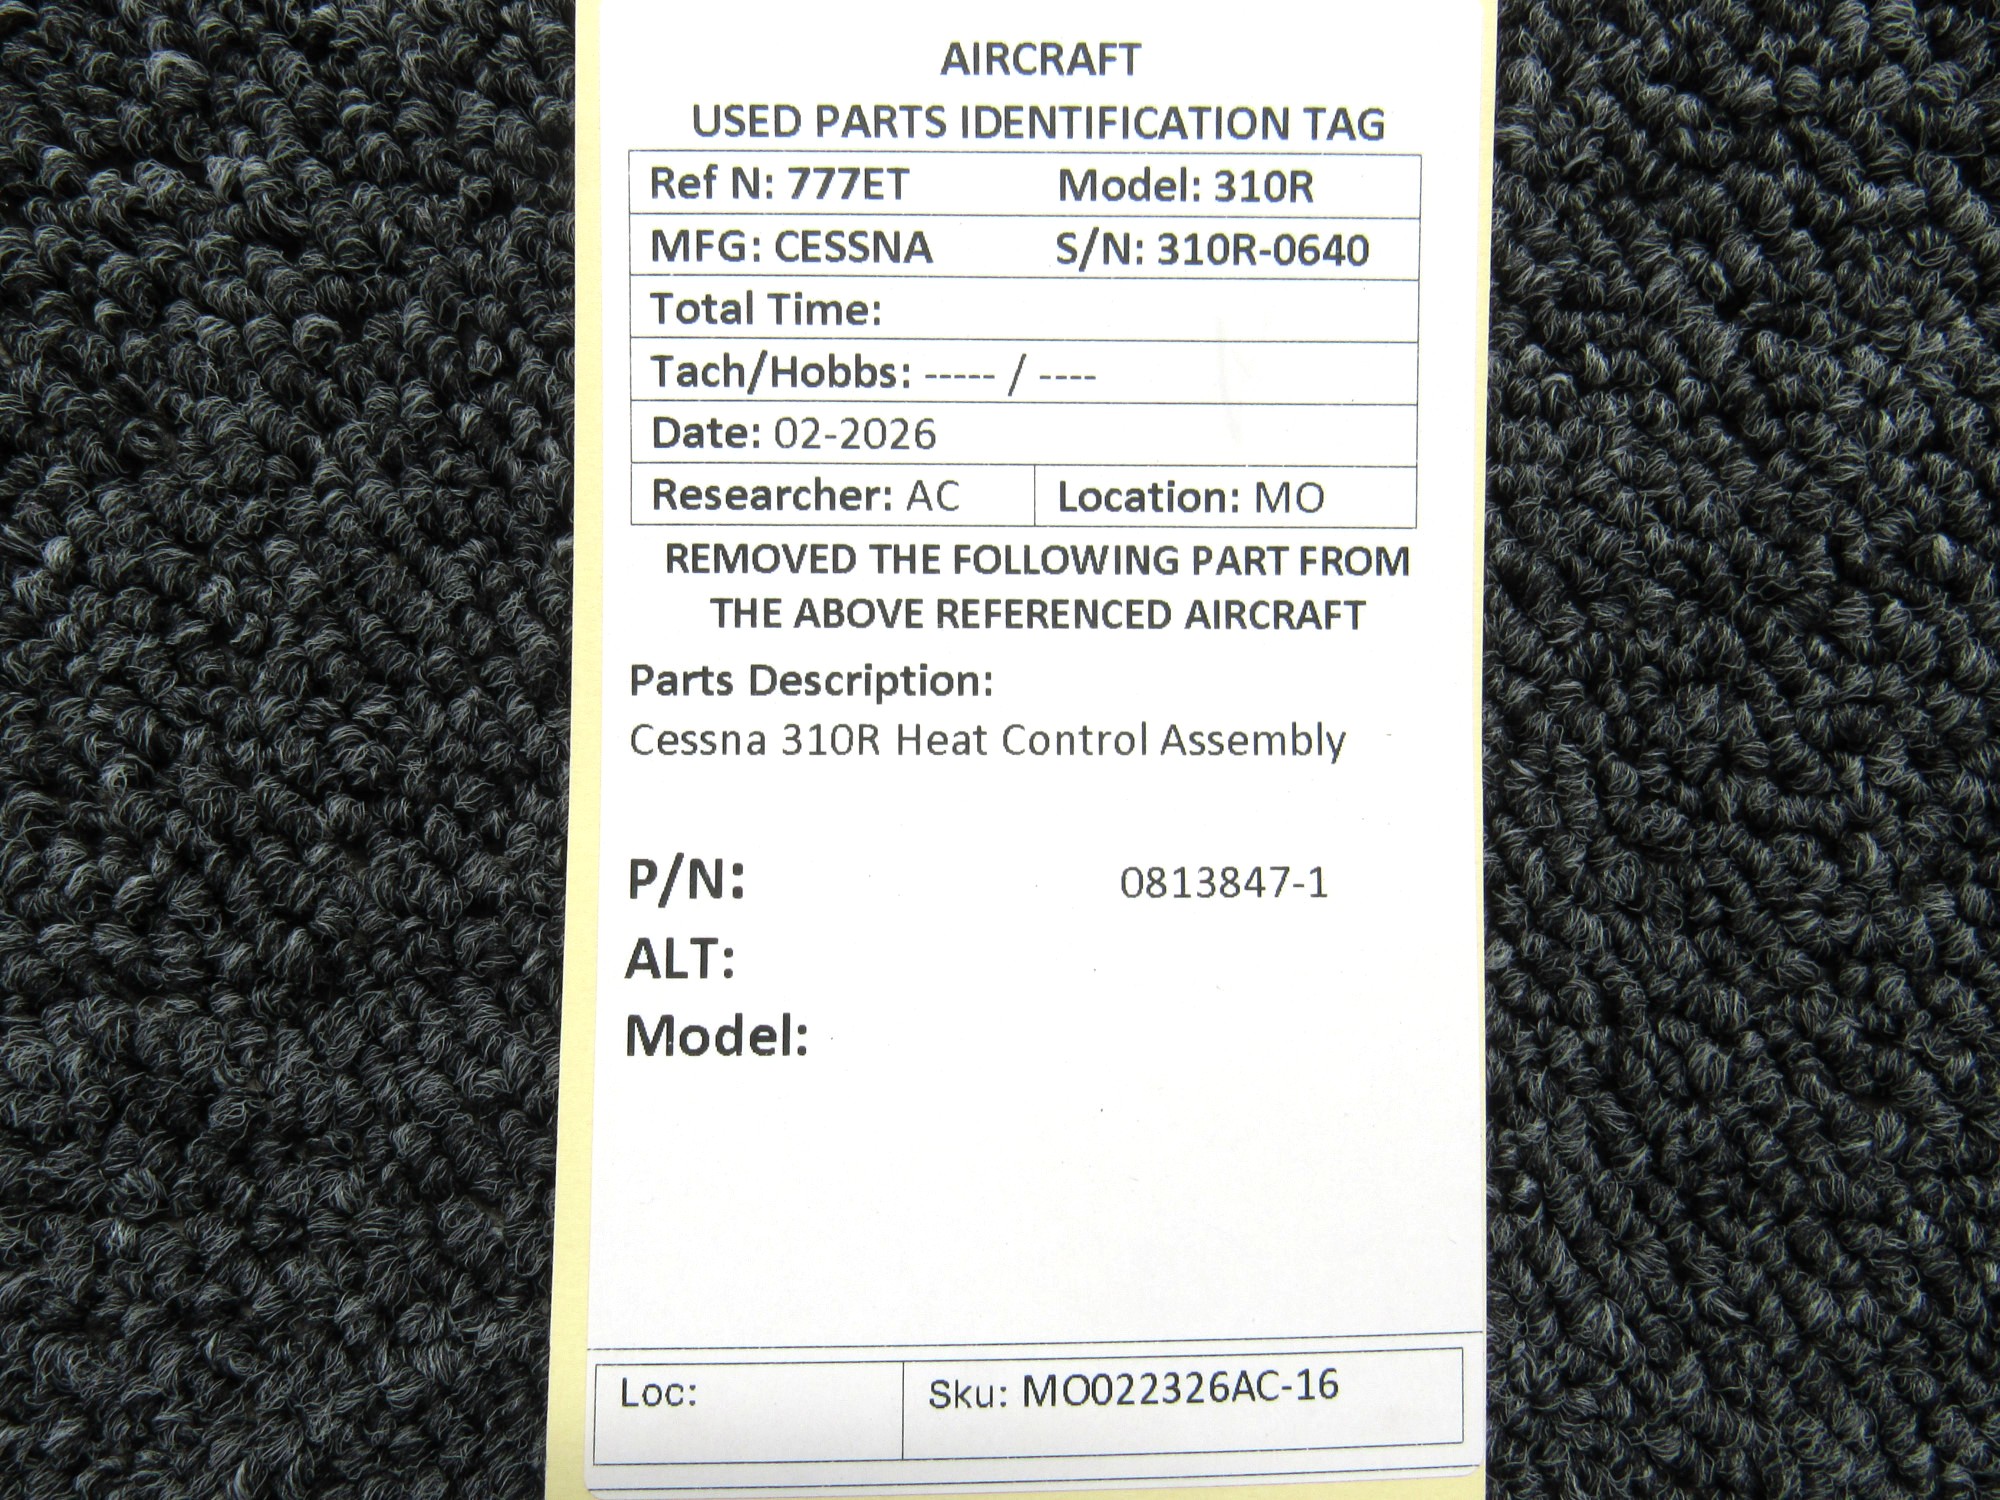 AIRCRAFT
USED PARTS IDENTIFICATION TAG
Ref N: 777ET Model: 310R
MFG: CESSNA S/N: 310R-0640
Total Time:
Tach/Hobbs: ----- / ----
Date: 02-2026
Researcher: AC Location: MO
REMOVED THE FOLLOWING PART FROM
THE ABOVE REFERENCED AIRCRAFT
Parts Description:
Cessna 310R Heat Control Assembly
P/N: 0813847-1
ALT:
Model:
Loc: Sku: MO022326AC-16